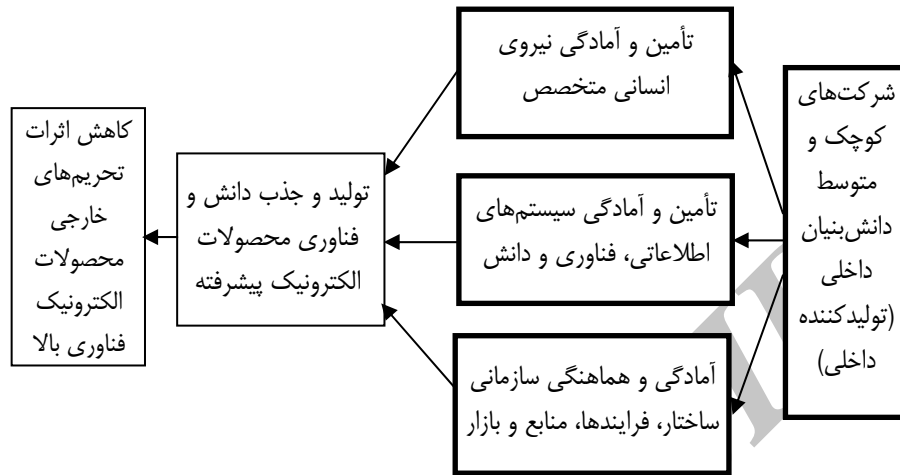 شرکت‌های
کوچک و
متوسط
دانش‌بنیان
داخلی
(تولیدکننده
داخلی)
تأمین و آمادگی نیروی
انسانی متخصص
تأمین و آمادگی سیستم‌های
اطلاعاتی، فناوری و دانش
آمادگی و هماهنگی سازمانی
ساختار، فرایندها، منابع و بازار
تولید و جذب دانش و
فناوری محصولات
الکترونیک پیشرفته
کاهش اثرات
تحریم‌های
خارجی
محصولات
الکترونیک
فناوری بالا